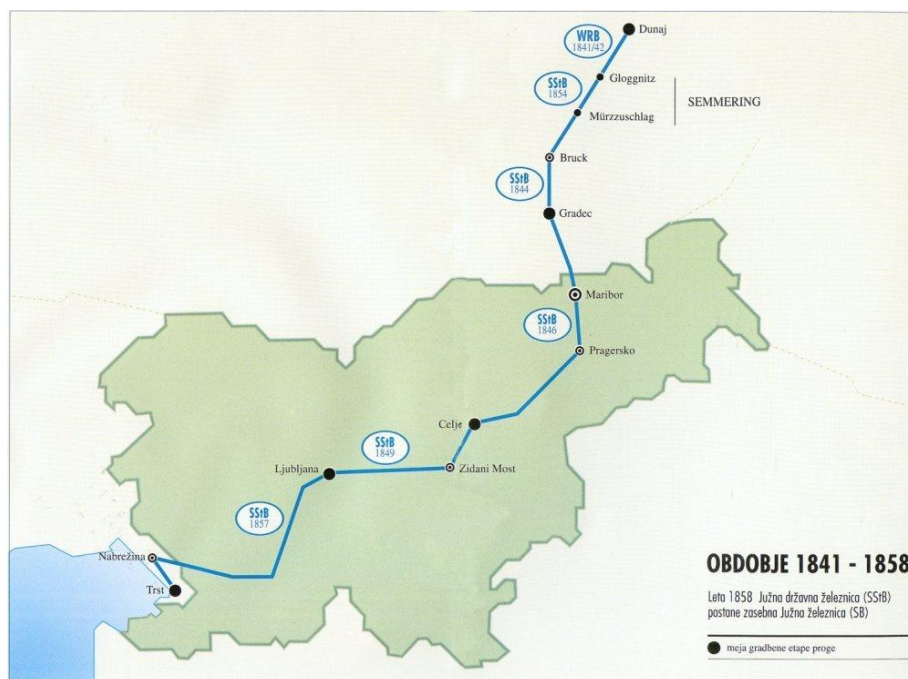 Dunaj
WRB
1841/42
Gloggnitz
SStB
1854
SEMMERING
Mürzzuschlag
Bruck
SStB
1844
Gradec
Maribor
SStB
1846
Pragersko
Celje
SStB
1849
Ljubljana
Zidani Most
SStB
1857
Nabrežina
Trst
OBDOBJE 1841 - 1858
Leta 1858 Južna državna železnica (SStB)
postane zasebna Južna železnica (SB)
meja gradbene etape proge